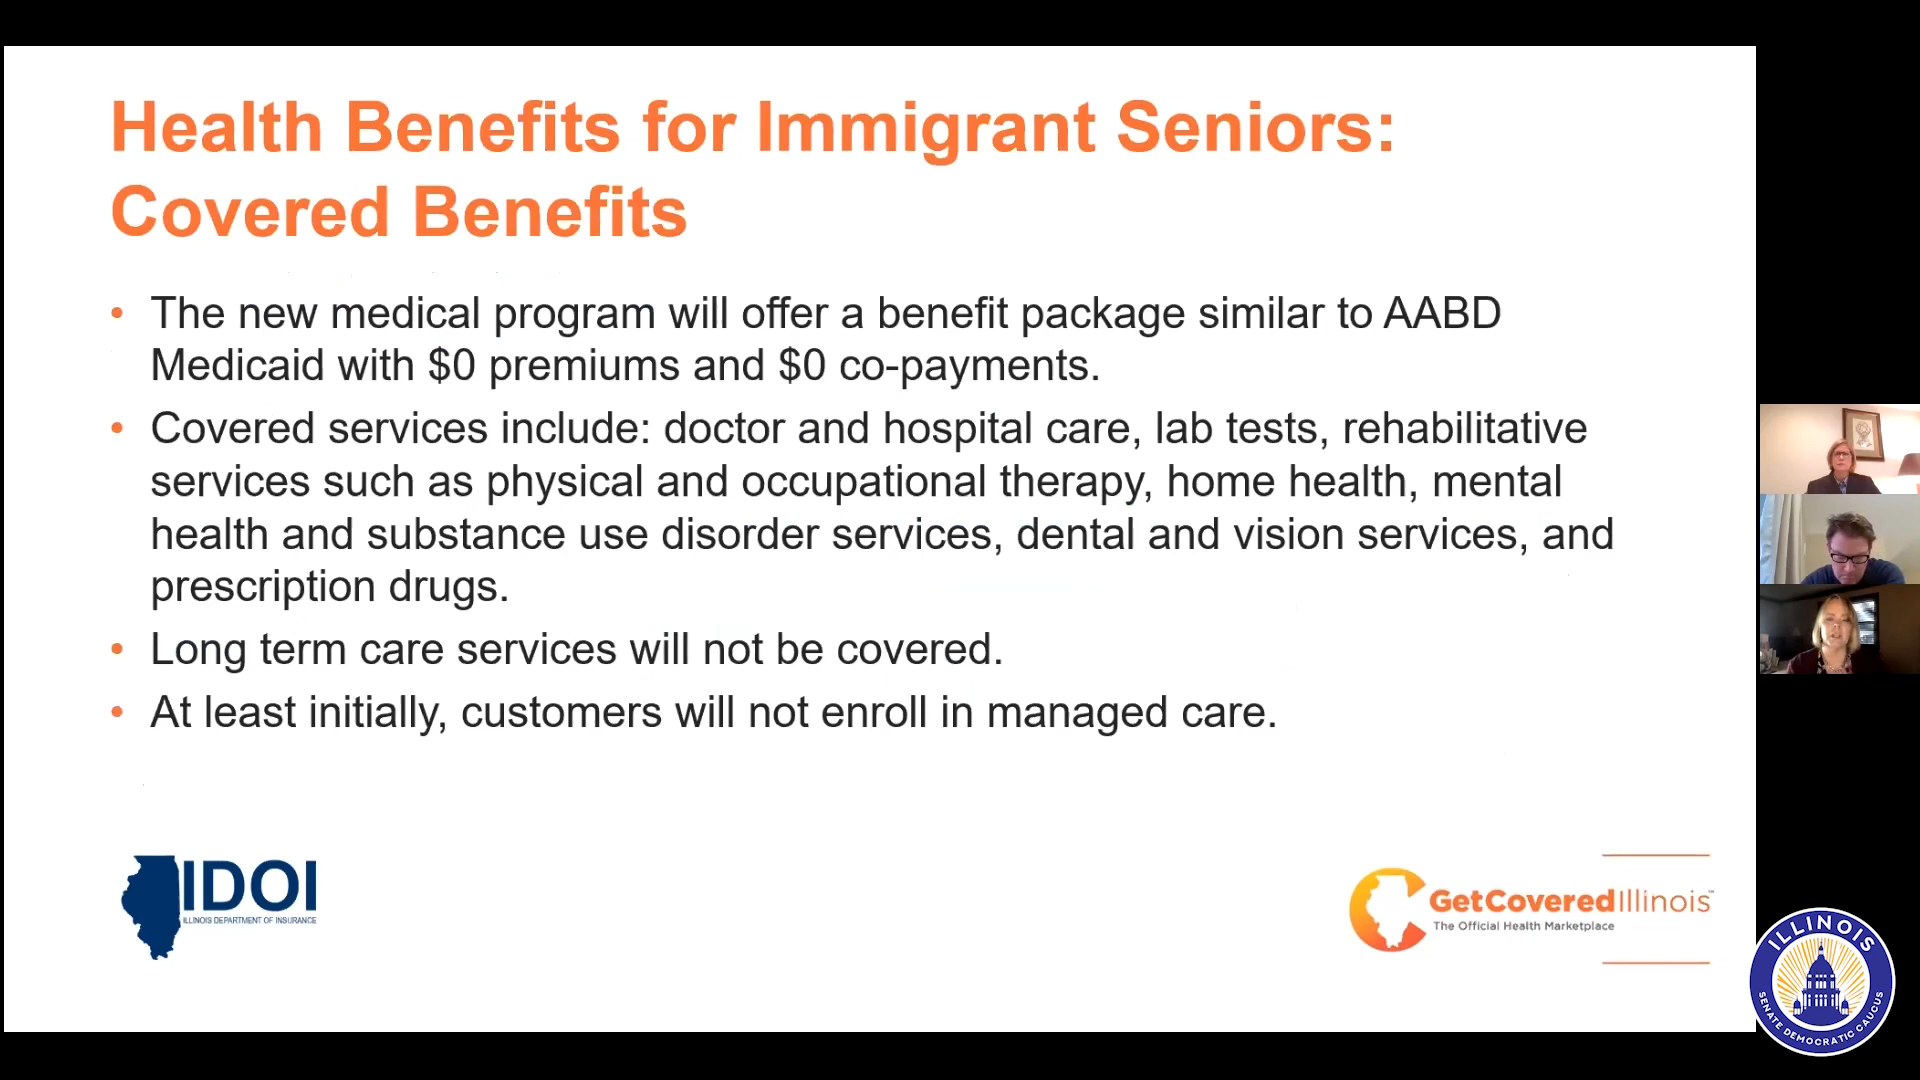 Health Benefits for Immigrant Seniors:
Covered Benefits
• The new medical program will offer a benefit package similar to AABD
Medicaid with $0 premiums and $0 co-payments.
• Covered services include: doctor and hospital care, lab tests, rehabilitative
services such as physical and occupational therapy, home health, mental
health and substance use disorder services, dental and vision services, and
prescription drugs.
• Long term care services will not be covered.
• At least initially, customers will not enroll in managed care.
IDOI
ILLINOIS DEPARTMENT OF INSURANCE
GetCoveredIllinois™
The Official Health Marketplace
ILLINOIS
SENATE DEMOCRATIC CAUCUS